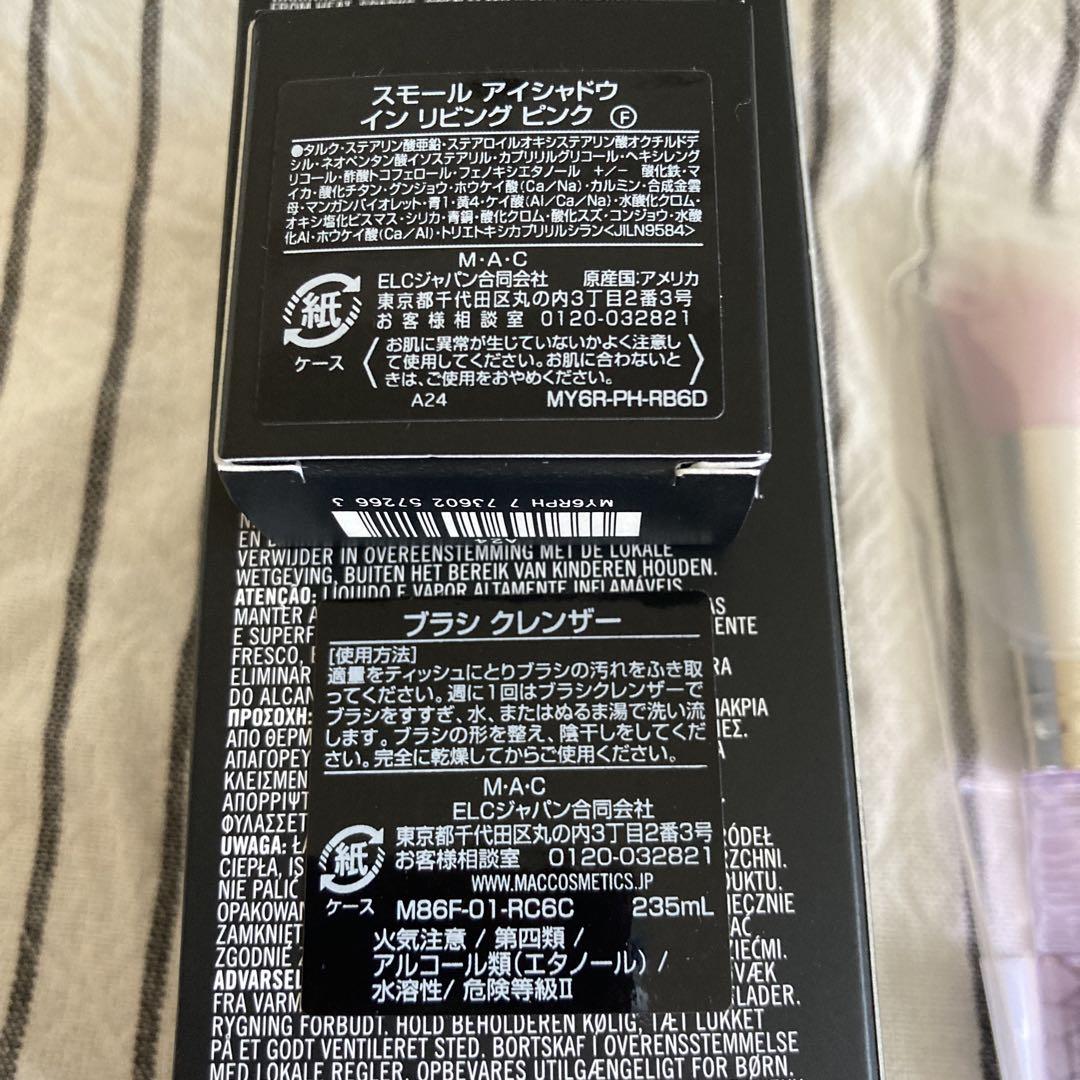 スモール アイシャドウ
イン リビング ピンク Ⓕ
●タルク・ステアリン酸亜鉛・ステアロイルオキシステアリン酸オクチルドデ
シル・ネオペンタン酸イソステアリル・カプリリルグリコール・ヘキシレング
リコール・酢酸トコフェロール・フェノキシエタノール +/− 酸化鉄・マ
イカ・酸化チタン・グンジョウ・ホウケイ酸(Ca/Na)・カルミン・合成金雲
母・マンガンバイオレット・青1・黄4・ケイ酸(Al/Ca/Na)・水酸化クロム・
オキシ塩化ビスマス・シリカ・青銅・酸化クロム・酸化スズ・コンジョウ・水酸
化Al・ホウケイ酸(Ca/Al)・トリエトキシカプリリルシラン<JILN9584>
M・A・C
ELCジャパン合同会社 原産国:アメリカ
東京都千代田区丸の内3丁目2番3号
お客様相談室 0120-032821
紙
ケース
お肌に異常が生じていないかよく注意し
て使用してください。お肌に合わないと
きは、ご使用をおやめください。
A24 MY6R-PH-RB6D
MY6RPH 7 73602 57266 3
A24
EN
VERWIJDER IN OVEREENSTEMMING MET DE LOKALE
WETGEVING, BUITEN HET BEREIK VAN KINDEREN HOUDEN.
ATENÇÃO: LÍQUIDO E VAPOR ALTAMENTE INFLAMÁVEIS
MANTER
E SUPERF
FRESCO,
ELIMINAR
DO ALCAN
ΠΡΟΣΟΧΗ:
ΑΠΟ ΘΕΡΜ
ΑΠΑΓΟΡΕΥ
ΚΛΕΙΣΜΕΝ
ΑΠΟΡΡΙΨΤ
ΦΥΛΑΣΣΕΤ
UWAGA:
CIEPŁA, IS
NIE PALIĆ
OPAKOWAN
ZAMKNIĘT
ZGODNIE
ADVARSEL
FRA VARM
ブラシ クレンザー
[使用方法]
適量をティッシュにとりブラシの汚れをふき取
ってください。週に1回はブラシクレンザーで
ブラシをすすぎ、水、またはぬるま湯で洗い流
します。ブラシの形を整え、陰干しをしてくだ
さい。完全に乾燥してからご使用ください。
M・A・C
ELCジャパン合同会社
東京都千代田区丸の内3丁目2番3号
お客様相談室 0120-032821
WWW.MACCOSMETICS.JP
紙
ケース M86F-01-RC6C 235mL
火気注意 / 第四類 /
アルコール類(エタノール) /
水溶性/ 危険等級Ⅱ
RYGNING FORBUDT. HOLD BEHOLDEREN KØLIG, TÆT LUKKET
PÅ ET GODT VENTILERET STED. BORTSKAF I OVERENSSTEMMELSE
MED LOKALE REGLER. OPBEVARES UTILGÆNGELIGT FOR BØRN.